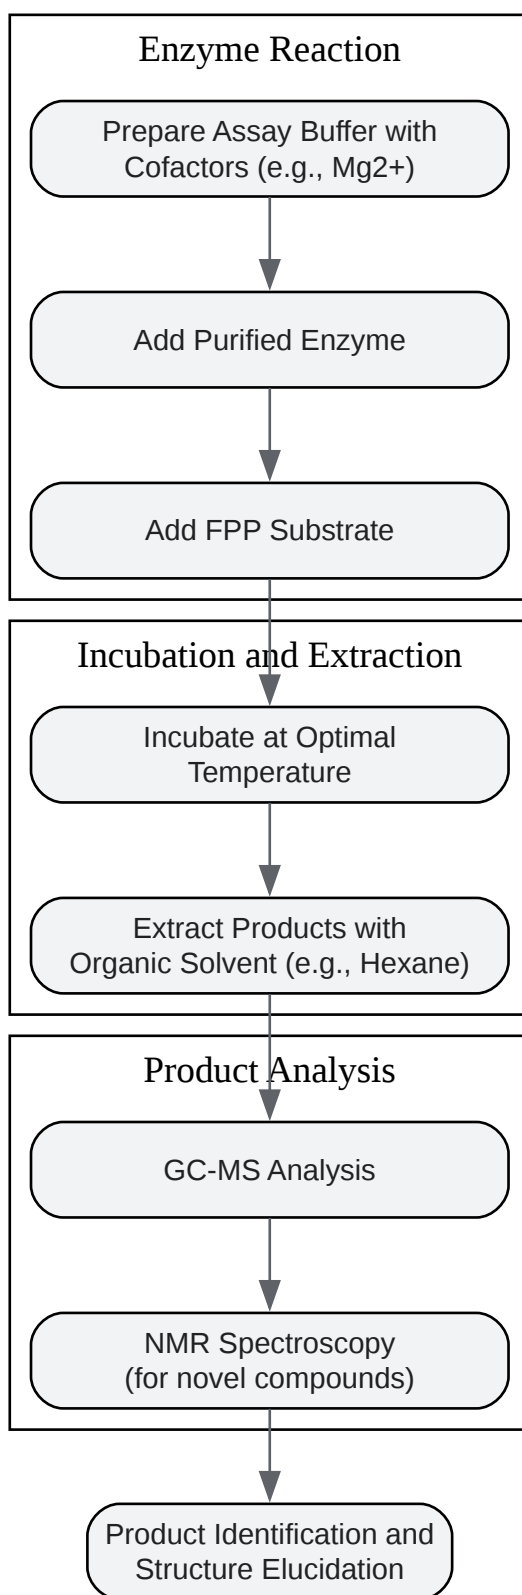 Enzyme Reaction
Prepare Assay Buffer with
Cofactors (e.g., Mg2+)
Add Purified Enzyme
Add FPP Substrate
Incubation and Extraction
Incubate at Optimal
Temperature
Extract Products with
Organic Solvent (e.g., Hexane)
Product Analysis
GC-MS Analysis
NMR Spectroscopy
(for novel compounds)
Product Identification and
Structure Elucidation